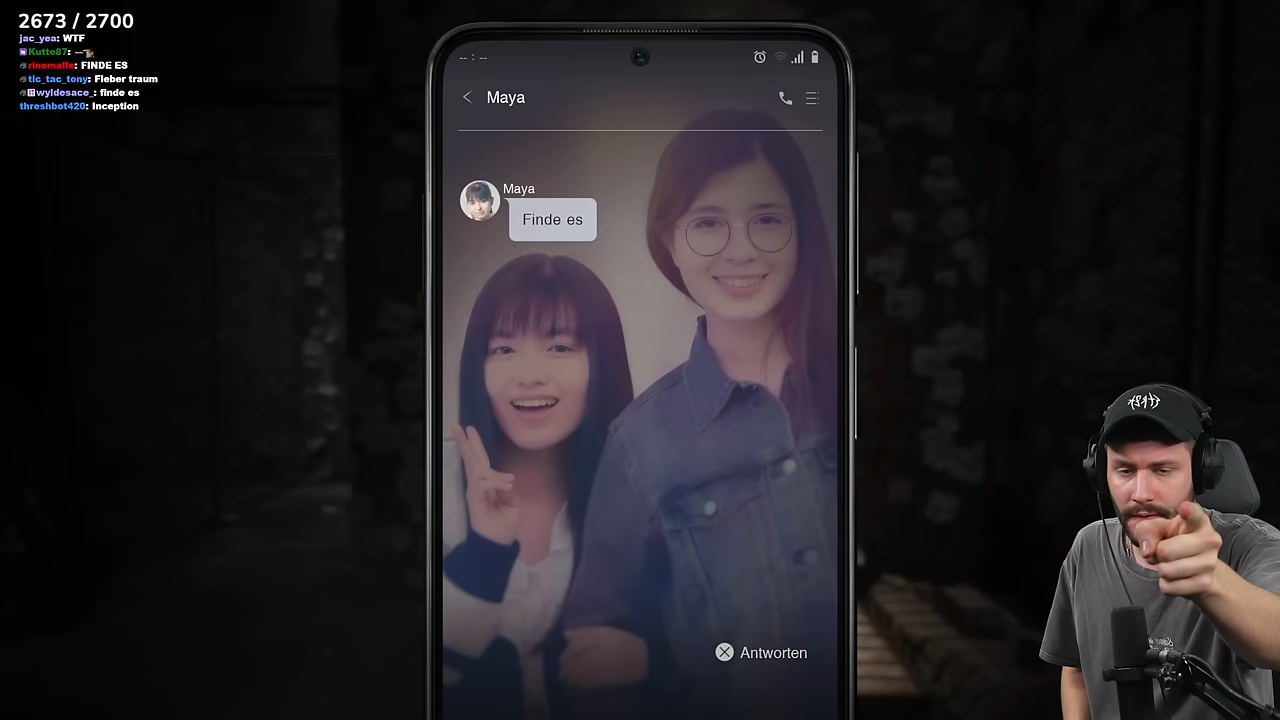 2673 / 2700
jac_yea: WTF
Kutte87: --
rinomalle: FINDE ES
tic_tac_tony: Fieber traum
wyldesace_: finde es
threshbot420: Inception
-- : --
Maya
Maya
Finde es
Antworten